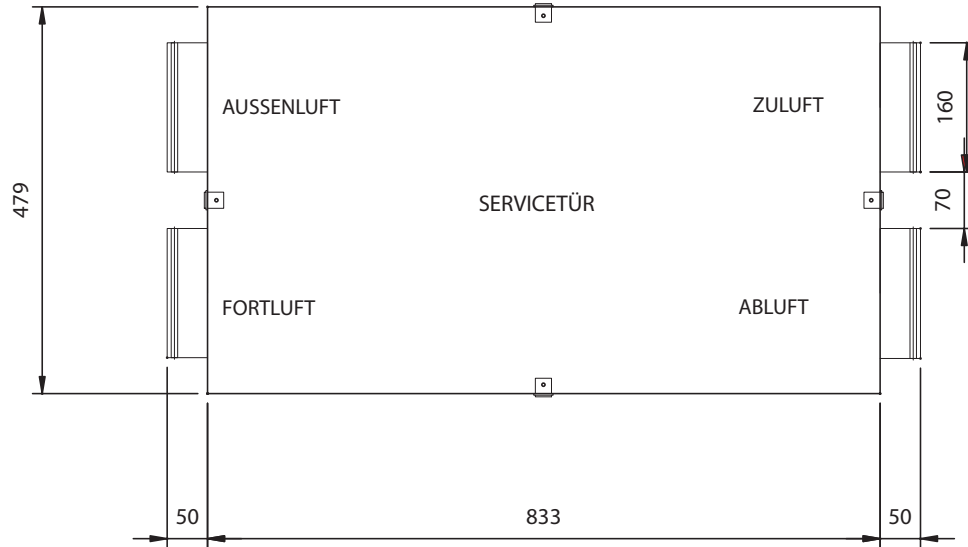 AUSSENLUFT
ZULUFT
160
479
SERVICETÜR
70
FORTLUFT
ABLUFT
50
833
50